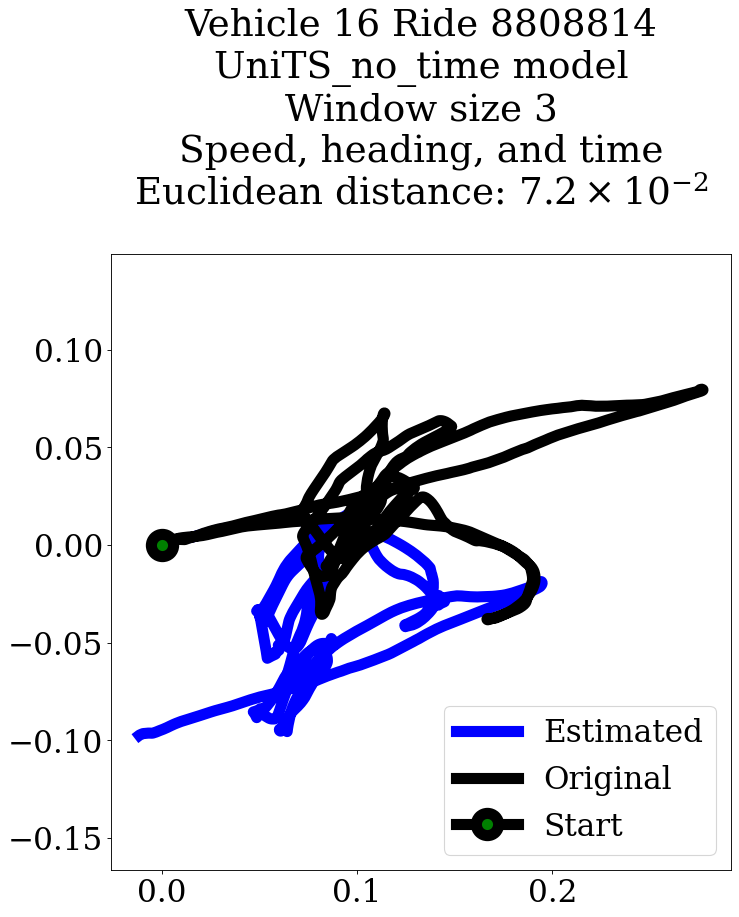 Vehicle 16 Ride 8808814
UniTS_no_time model
Window size 3
Speed, heading, and time
Euclidean distance: 7.2 × 10⁻²
0.10
0.05
0.00
−0.05
−0.10
−0.15
0.0
0.1
0.2
Estimated
Original
Start